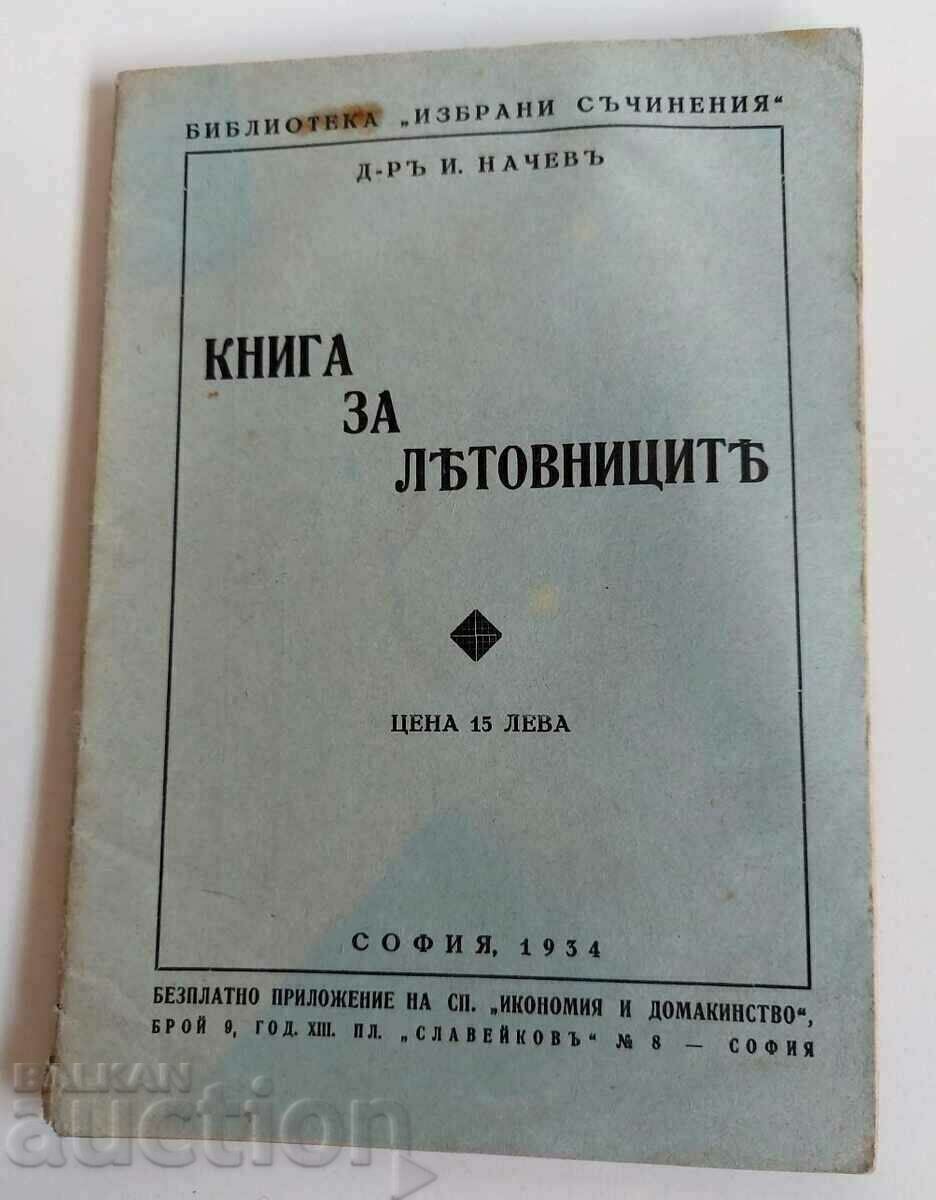 БИБЛИОТЕКА „ИЗБРАНИ СЪЧИНЕНИЯ“
Д-РЪ И. НАЧЕВЪ
КНИГА
ЗА
ЛѢТОВНИЦИТѢ
ЦЕНА 15 ЛЕВА
СОФИЯ, 1934
БЕЗПЛАТНО ПРИЛОЖЕНИЕ НА СП. „ИКОНОМИЯ И ДОМАКИНСТВО“,
БРОЙ 9, ГОД. XIII. ПЛ. „СЛАВЕЙКОВЪ“ № 8 — СОФИЯ
BALKAN
auction